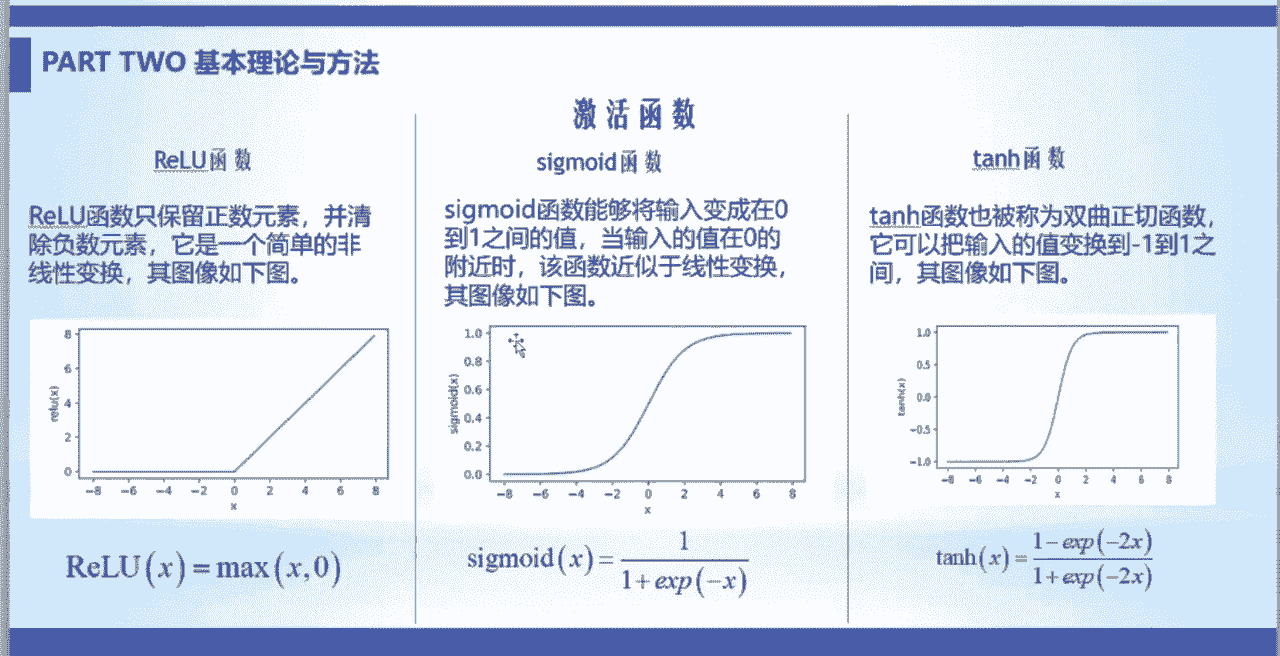 PART TWO 基本理论与方法
激活函数
ReLU函数
ReLU函数只保留正数元素，并清
除负数元素，它是一个简单的非
线性变换，其图像如下图。
8
6
4
2
0
relu(x)
-8 -6 -4 -2 0 2 4 6 8
x
ReLU(x)=max(x,0)
sigmoid函数
sigmoid函数能够将输入变成在0
到1之间的值，当输入的值在0的
附近时，该函数近似于线性变换，
其图像如下图。
1.0
0.8
0.6
0.4
0.2
0.0
sigmoid(x)
-8 -6 -4 -2 0 2 4 6 8
x
sigmoid(x)=1/(1+exp(-x))
tanh函数
tanh函数也被称为双曲正切函数，
它可以把输入的值变换到-1到1之
间，其图像如下图。
1.0
0.5
0.0
-0.5
-1.0
tanh(x)
-8 -6 -4 -2 0 2 4 6 8
x
tanh(x)=(1-exp(-2x))/(1+exp(-2x))